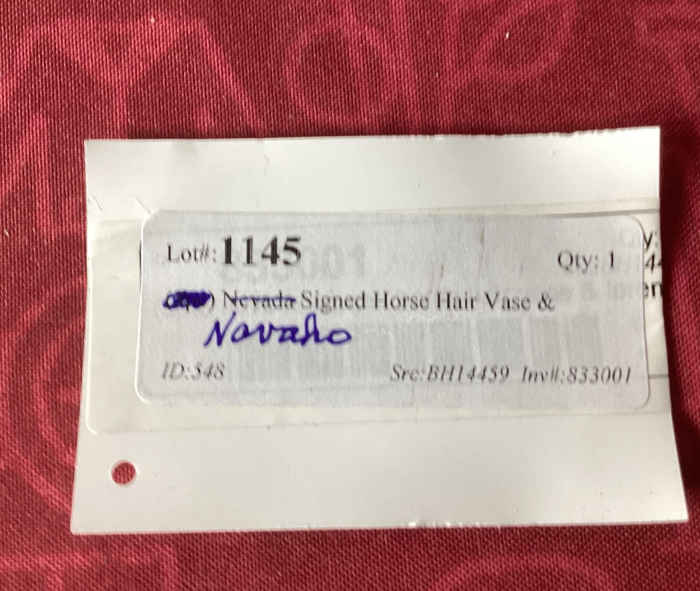 Lot#: 1145 Qty: 1
Nevada Signed Horse Hair Vase &
Navaho
ID:548 Src:BH14459 Inv#:833001